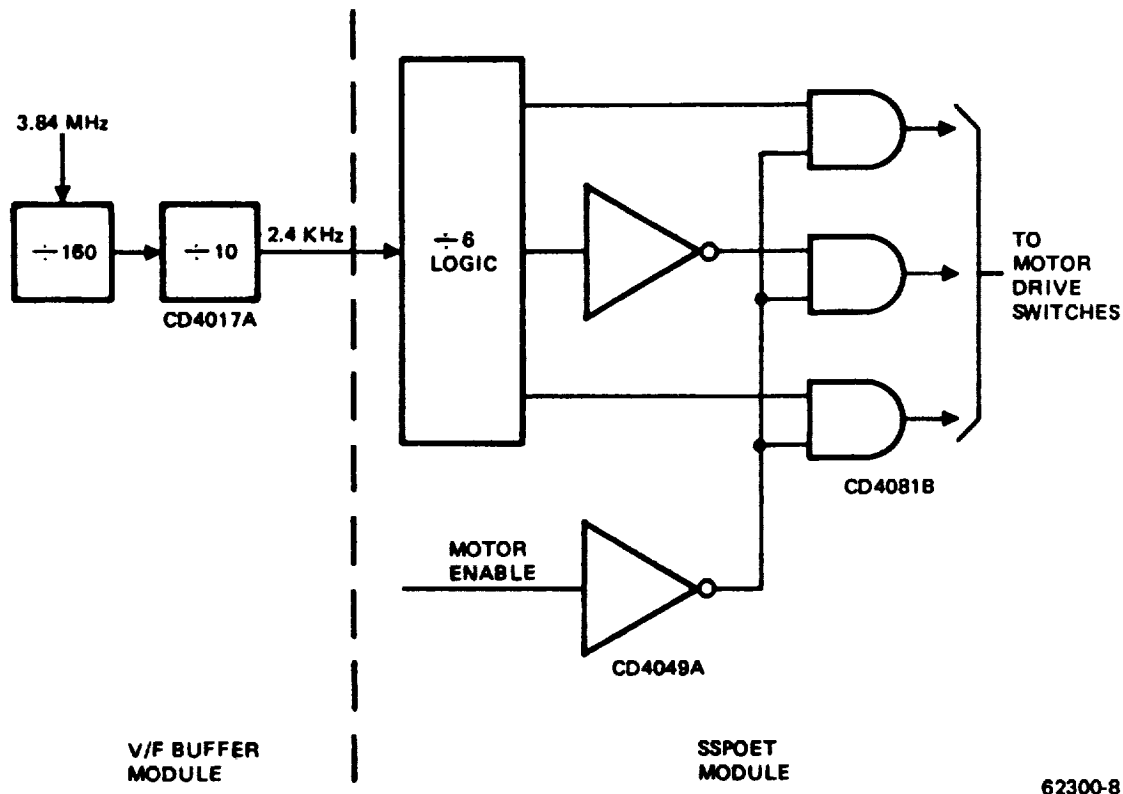 3.84 MHz
÷160
÷10
CD4017A
2.4 KHz
÷6
LOGIC
TO
MOTOR
DRIVE
SWITCHES
CD4081B
MOTOR
ENABLE
CD4049A
V/F BUFFER
MODULE
SSPOET
MODULE
62300-8